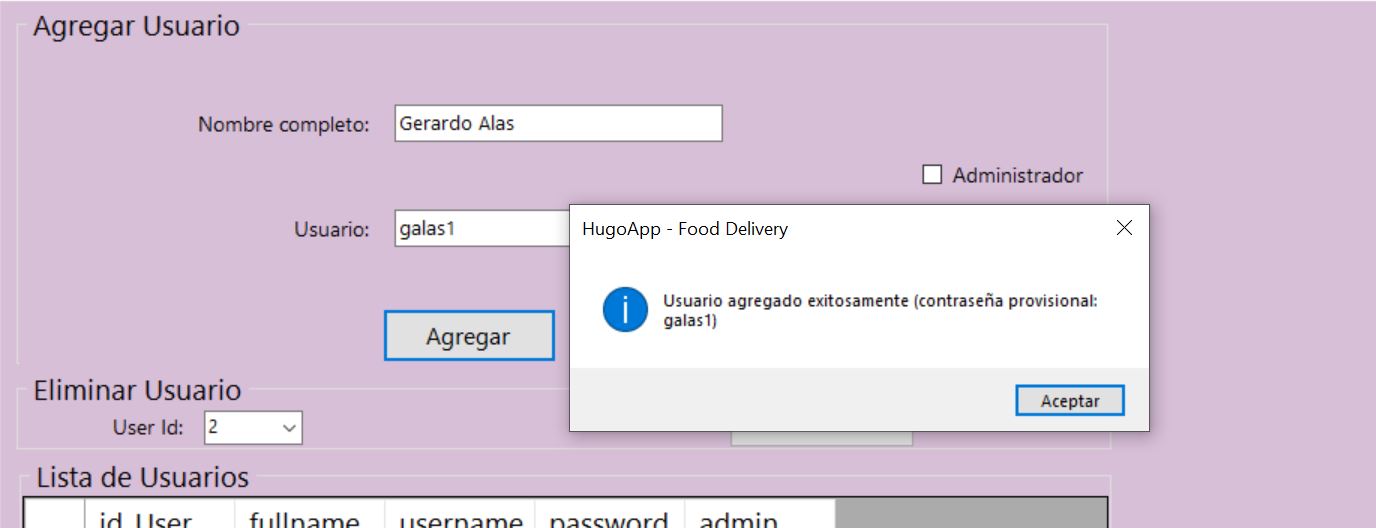 Agregar Usuario
Nombre completo: Gerardo Alas
Administrador
Usuario: galas1
HugoApp - Food Delivery
Usuario agregado exitosamente (contraseña provisional:
galas1)
Agregar
Aceptar
Eliminar Usuario
User Id: 2
Lista de Usuarios
id_User fullname username password admin